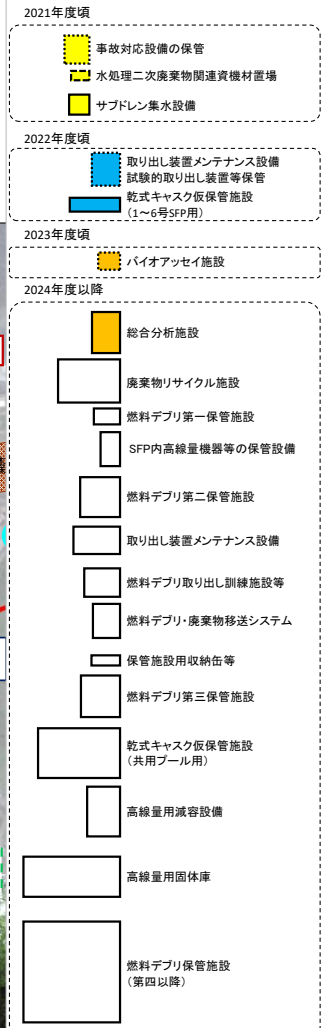 2021年度頃
事故対応設備の保管
水処理二次廃棄物関連資機材置場
サブドレン集水設備
2022年度頃
取り出し装置メンテナンス設備
試験的取り出し装置等保管
乾式キャスク仮保管施設
(1～6号SFP用)
2023年度頃
バイオアッセイ施設
2024年度以降
総合分析施設
廃棄物リサイクル施設
燃料デブリ第一保管施設
SFP内高線量機器等の保管設備
燃料デブリ第二保管施設
取り出し装置メンテナンス設備
燃料デブリ取り出し訓練施設等
燃料デブリ・廃棄物移送システム
保管施設用収納缶等
燃料デブリ第三保管施設
乾式キャスク仮保管施設
(共用プール用)
高線量用減容設備
高線量用固体庫
燃料デブリ保管施設
(第四以降)